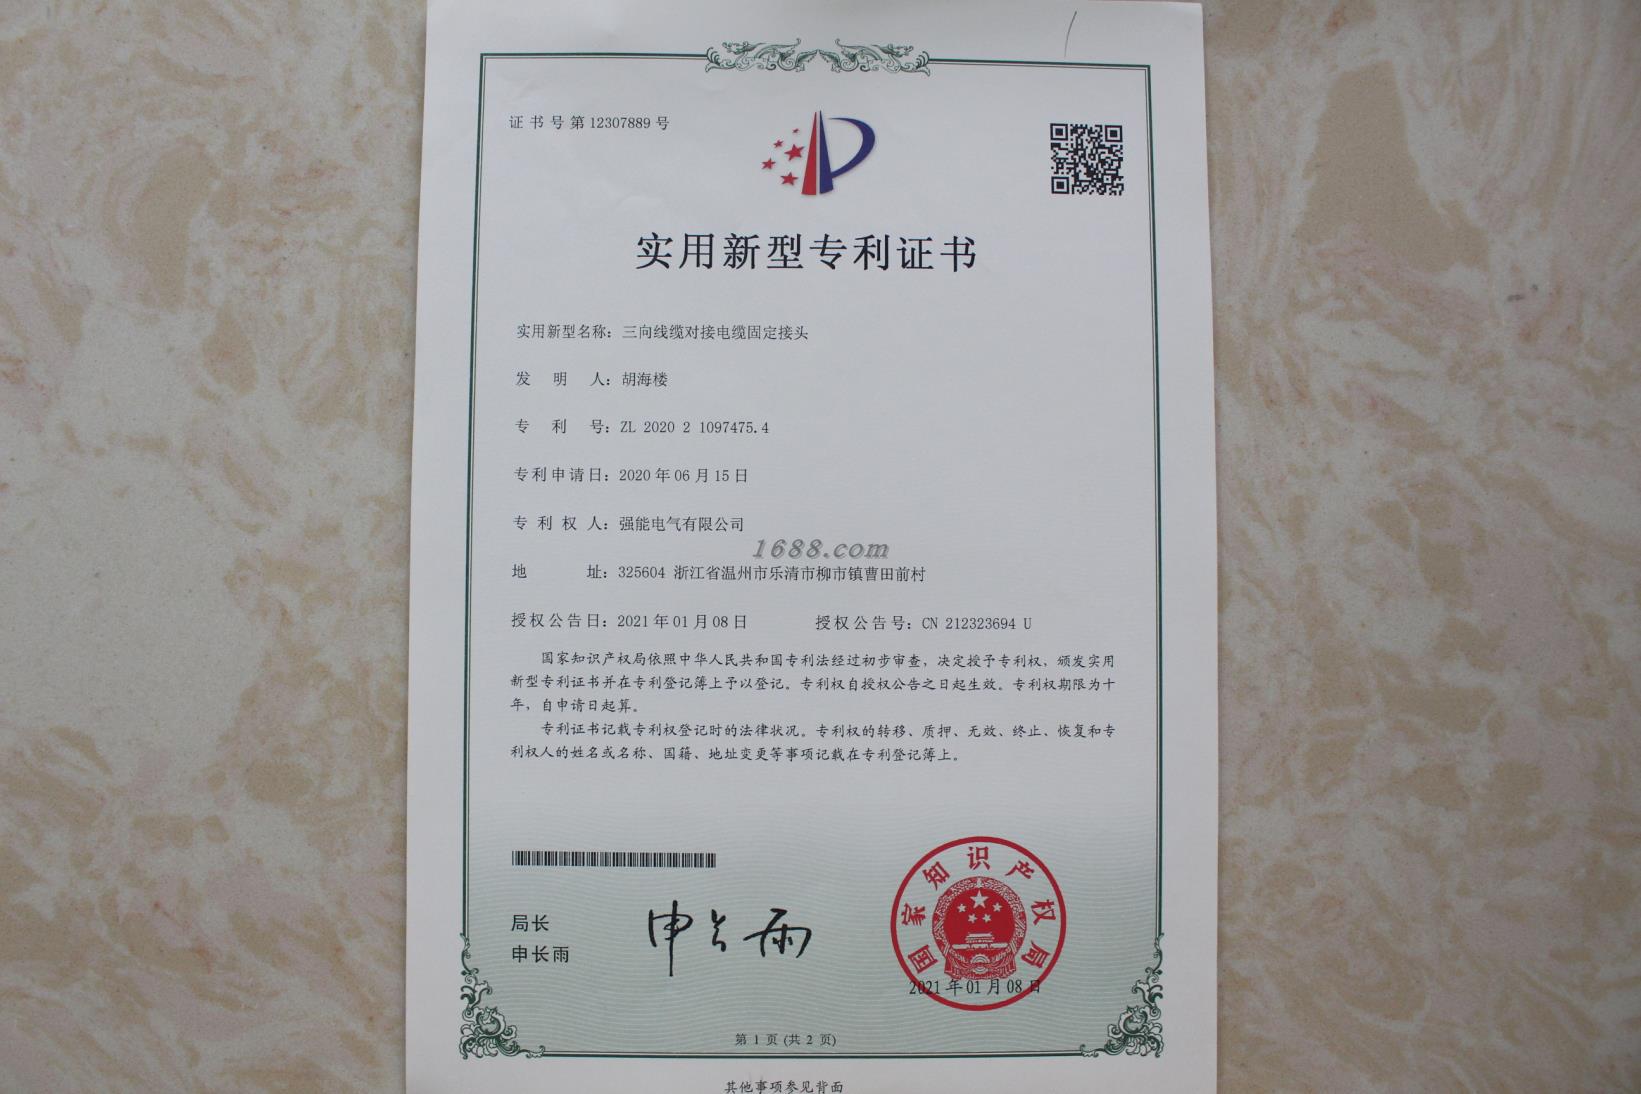 证书号第12307889号
实用新型专利证书
实用新型名称：三向线缆对接电缆固定接头
发明人：胡海楼
专利号：ZL 2020 2 1097475.4
专利申请日：2020年06月15日
专利权人：强能电气有限公司
1688.com
地址：325604 浙江省温州市乐清市柳市镇曹田前村
授权公告日：2021年01月08日 授权公告号：CN 212323694 U
国家知识产权局依照中华人民共和国专利法经过初步审查，决定授予专利权，颁发实用
新型专利证书并在专利登记簿上予以登记。专利权自授权公告之日起生效。专利权期限为十
年，自申请日起算。
专利证书记载专利权登记时的法律状况。专利权的转移、质押、无效、终止、恢复和专
利权人的姓名或名称、国籍、地址变更等事项记载在专利登记簿上。
局长
申长雨
申长雨
国家知识产权局
2021年01月08日
第1页(共2页)
其他事项参见背面